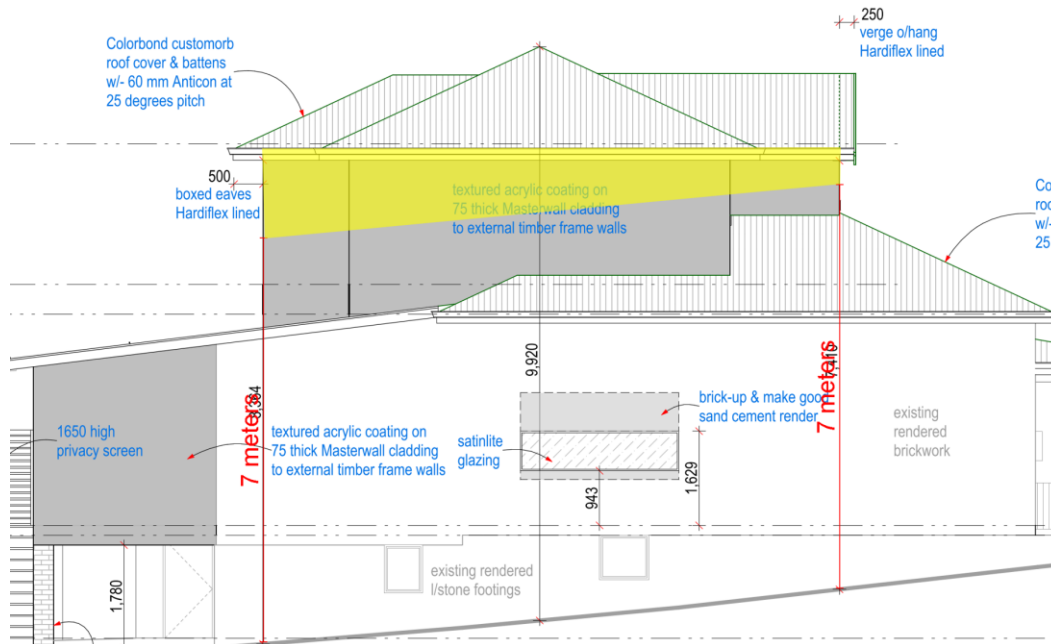 250
verge o/hang
Hardiflex lined
Colorbond customorb
roof cover & battens
w/- 60 mm Anticon at
25 degrees pitch
500
boxed eaves
Hardiflex lined
textured acrylic coating on
75 thick Masterwall cladding
to external timber frame walls
Co
roo
w/-
25
9,920
7 meters
7 meters
7,410
brick-up & make good
sand cement render
existing
rendered
brickwork
1650 high
privacy screen
textured acrylic coating on
75 thick Masterwall cladding
to external timber frame walls
satinlite
glazing
943
1,629
existing rendered
l/stone footings
1,780